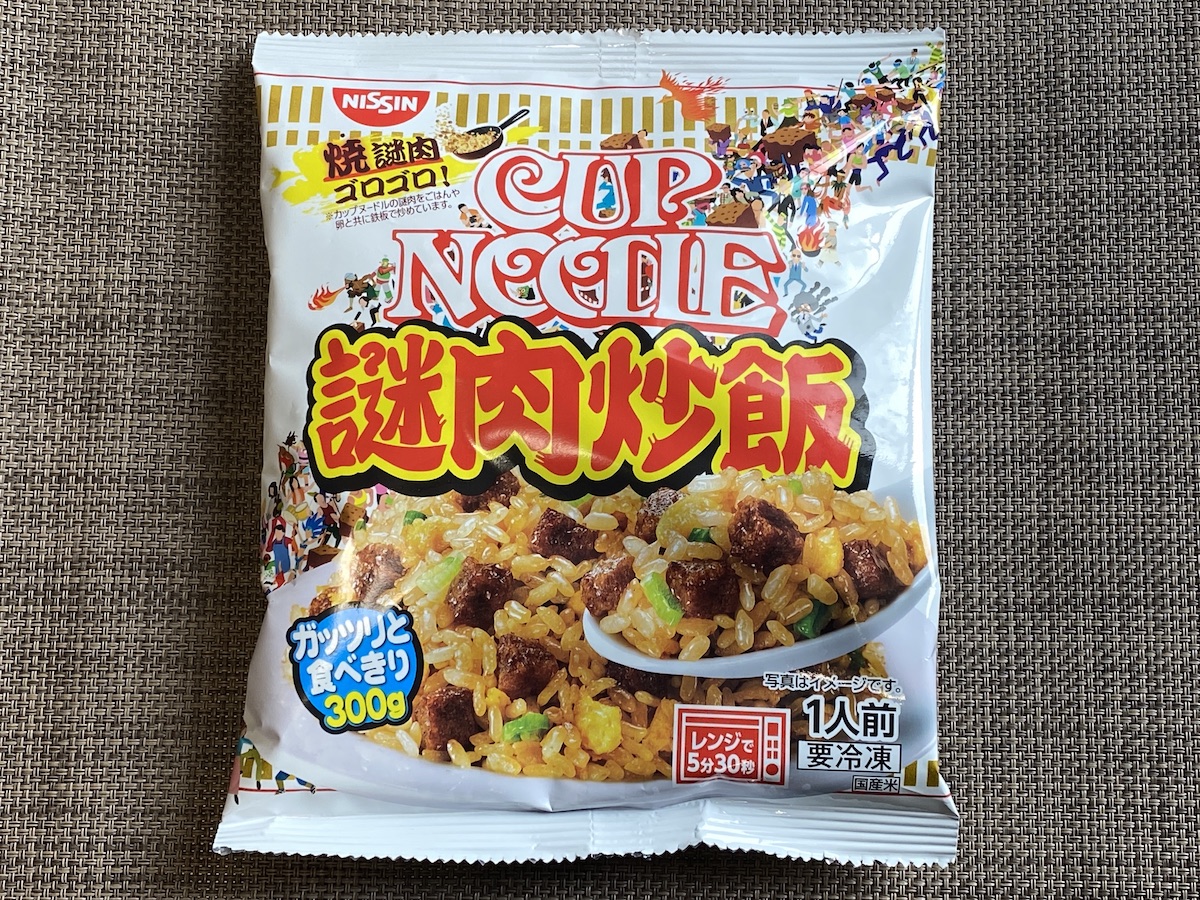 NISSIN
焼謎肉
ゴロゴロ!
※カップヌードルの謎肉をごはんや
卵と共に鉄板で炒めています。
CUP
NOODLE
謎肉炒飯
ガッツリと
食べきり
300g
写真はイメージです。
1人前
レンジで
5分30秒
要冷凍
国産米